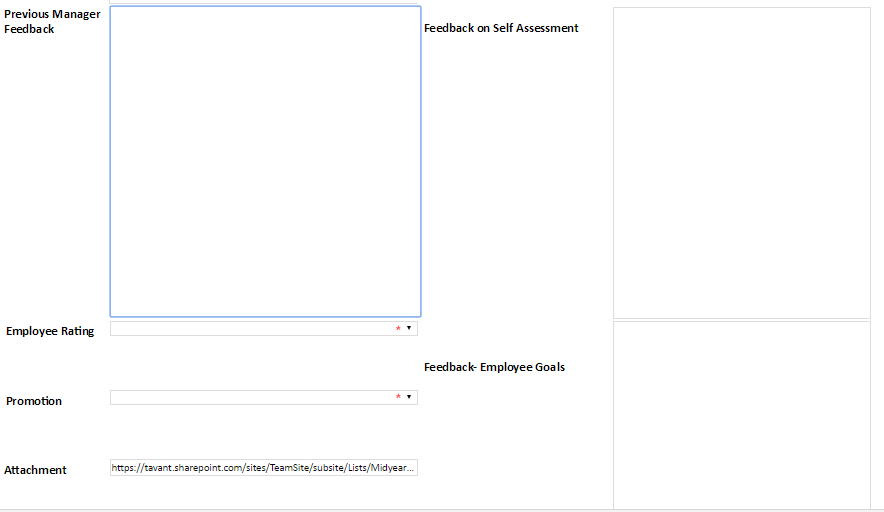 Previous Manager
Feedback
Feedback on Self Assessment
Employee Rating
*
Feedback- Employee Goals
Promotion
*
Attachment
https://tavant.sharepoint.com/sites/TeamSite/subsite/Lists/Midyear...